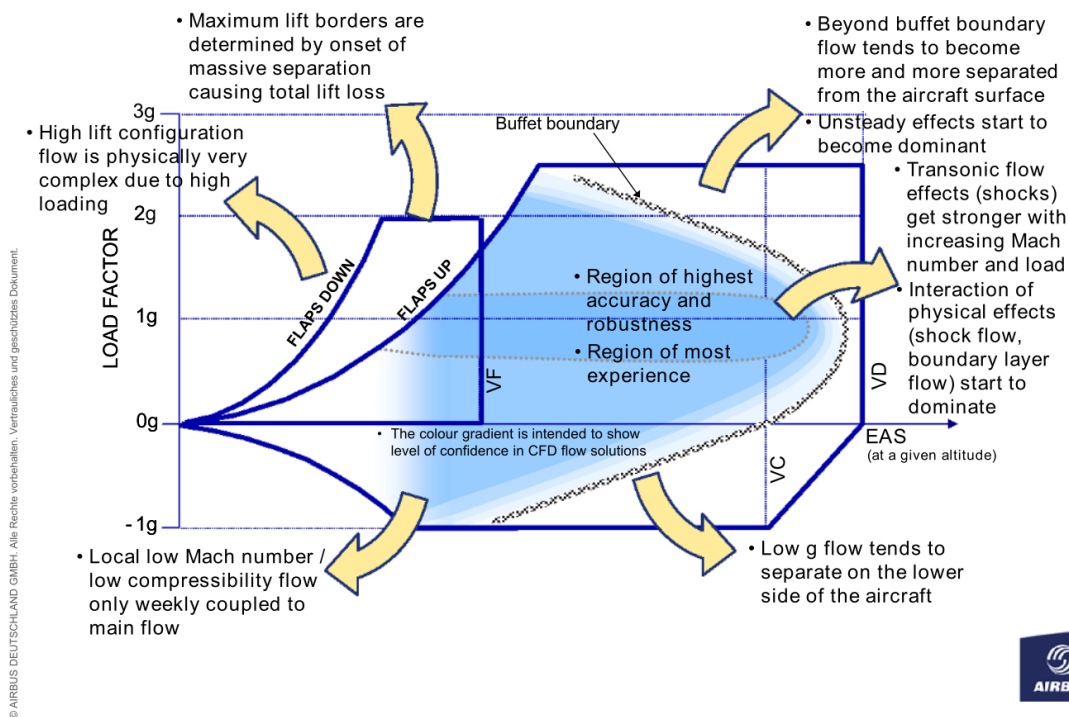 • Maximum lift borders are
determined by onset of
massive separation
causing total lift loss
• Beyond buffet boundary
flow tends to become
more and more separated
from the aircraft surface
• Unsteady effects start to
become dominant
• High lift configuration
flow is physically very
complex due to high
loading
• Transonic flow
effects (shocks)
get stronger with
increasing Mach
number and load
• Interaction of
physical effects
(shock flow,
boundary layer
flow) start to
dominate
3g
2g
1g
0g
-1g
LOAD FACTOR
Buffet boundary
FLAPS DOWN
FLAPS UP
• Region of highest
accuracy and
robustness
• Region of most
experience
VF
VD
VC
• The colour gradient is intended to show
level of confidence in CFD flow solutions
EAS
(at a given altitude)
• Local low Mach number /
low compressibility flow
only weekly coupled to
main flow
• Low g flow tends to
separate on the lower
side of the aircraft
© AIRBUS DEUTSCHLAND GMBH. Alle Rechte vorbehalten. Vertrauliches und geschütztes Dokument.